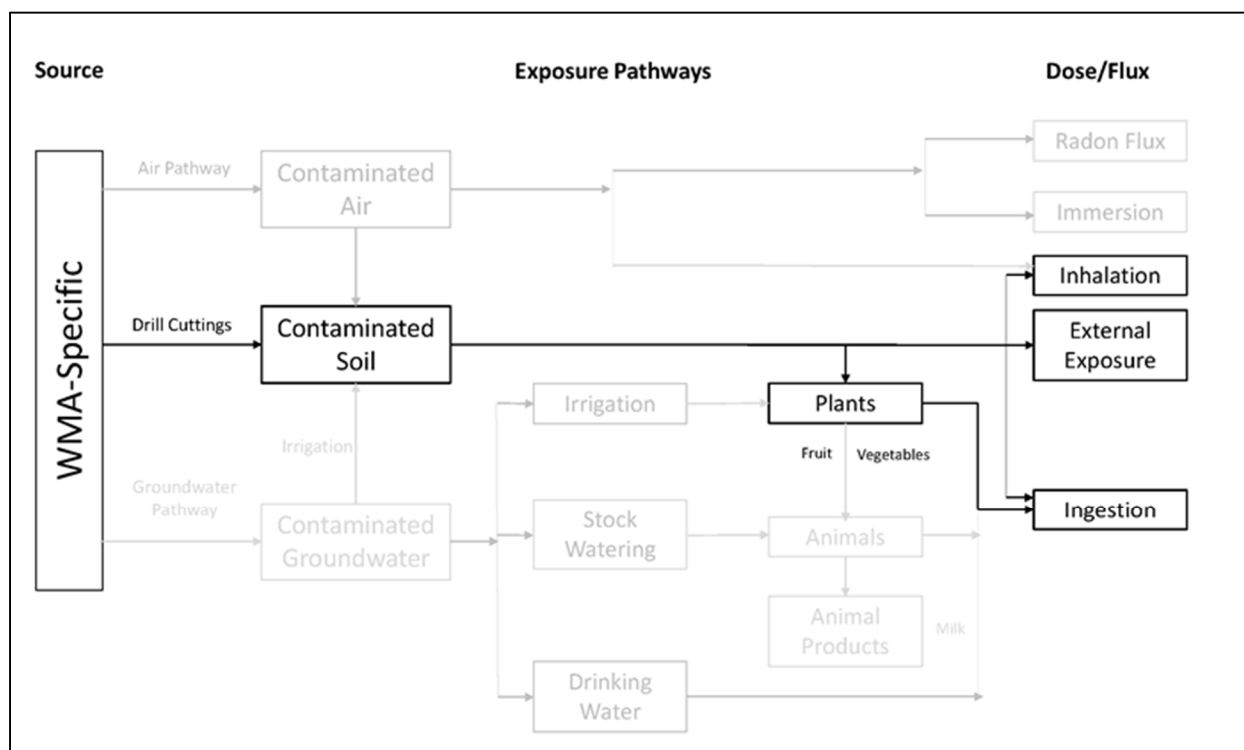 Source
Exposure Pathways
Dose/Flux
WMA-Specific
Air Pathway
Contaminated
Air
Radon Flux
Immersion
Inhalation
Drill Cuttings
Contaminated
Soil
External
Exposure
Irrigation
Plants
Fruit
Vegetables
Irrigation
Groundwater
Pathway
Contaminated
Groundwater
Stock
Watering
Animals
Ingestion
Animal
Products
Milk
Drinking
Water